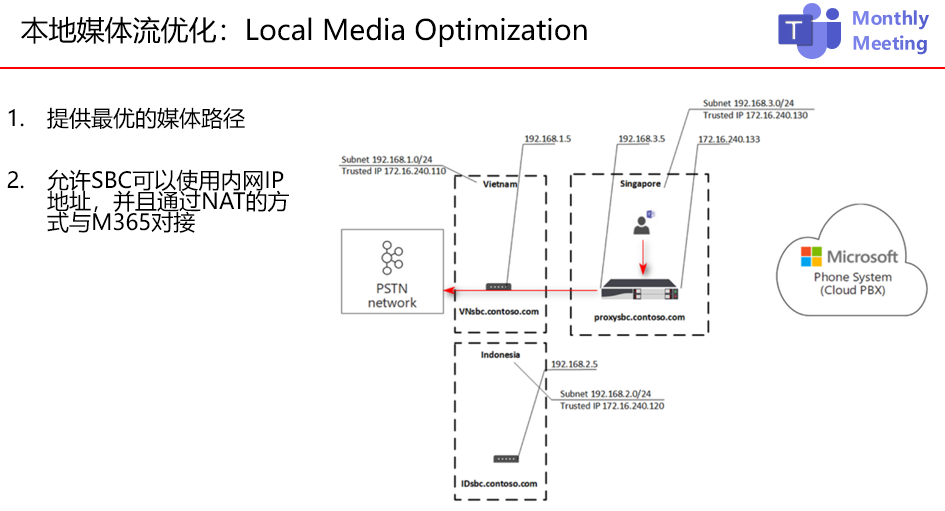 本地媒体流优化：Local Media Optimization
Monthly
Meeting
1. 提供最优的媒体路径
2. 允许SBC可以使用内网IP
地址，并且通过NAT的方
式与M365对接
Subnet 192.168.3.0/24
Trusted IP 172.16.240.130
192.168.1.5
192.168.3.5
172.16.240.133
Subnet 192.168.1.0/24
Trusted IP 172.16.240.110
Vietnam
Singapore
PSTN
network
VNsbc.contoso.com
proxysbc.contoso.com
Microsoft
Phone System
(Cloud PBX)
Indonesia
192.168.2.5
Subnet 192.168.2.0/24
Trusted IP 172.16.240.120
IDsbc.contoso.com